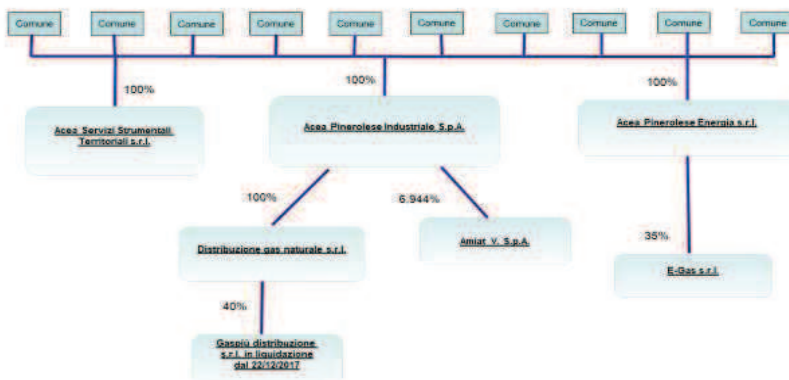 Comune Comune Comune Comune Comune Comune Comune Comune Comune Comune
100% 100% 100%
Acea Servizi Strumentali
Territoriali s.r.l.
Acea Pinerolese Industriale S.p.A.
Acea Pinerolese Energia s.r.l.
100% 6.944% 35%
Distribuzione gas naturale s.r.l.
Amiat V. S.p.A.
E-Gas s.r.l.
40%
Gaspiù distribuzione
s.r.l. in liquidazione
dal 22/12/2017